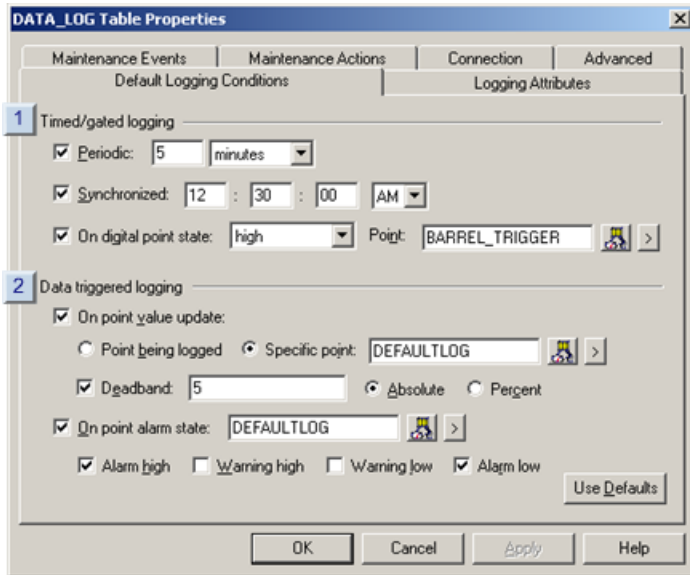 DATA_LOG Table Properties
Maintenance Events Maintenance Actions Connection Advanced
Default Logging Conditions Logging Attributes
1 Timed/gated logging
Periodic: 5 minutes
Synchronized: 12 : 30 : 00 AM
On digital point state: high Point: BARREL_TRIGGER >
2 Data triggered logging
On point value update:
Point being logged Specific point: DEFAULTLOG >
Deadband: 5 Absolute Percent
On point alarm state: DEFAULTLOG >
Alarm high Warning high Warning low Alarm low
Use Defaults
OK Cancel Apply Help